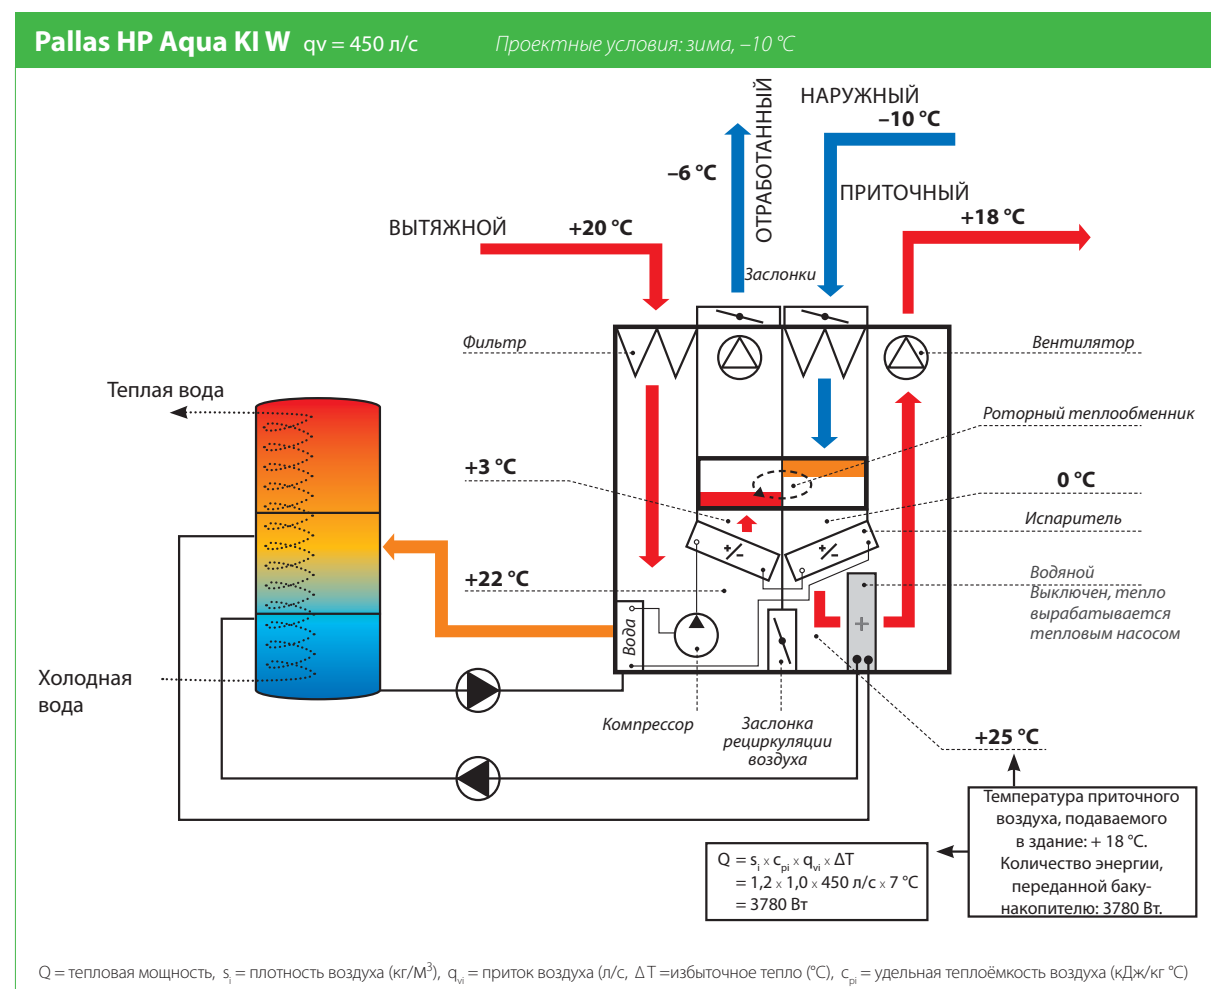 Pallas HP Aqua KI W qv = 450 л/с Проектные условия: зима, –10 °C
НАРУЖНЫЙ
–10 °C
ОТРАБОТАННЫЙ
–6 °C
ПРИТОЧНЫЙ
+18 °C
ВЫТЯЖНОЙ +20 °C
Заслонки
Фильтр
Вентилятор
Теплая вода
Роторный теплообменник
+3 °C
0 °C
Испаритель
+/–
+/–
+22 °C
Водяной
Выключен, тепло
вырабатывается
тепловым насосом
Вода
+
Холодная
вода
Компрессор
Заслонка
рециркуляции
воздуха
+25 °C
Температура приточного
воздуха, подаваемого
в здание: + 18 °C.
Количество энергии,
переданной баку-
накопителю: 3780 Вт.
Q = si x cpi x qvi x ΔT
= 1,2 x 1,0 x 450 л/с x 7 °C
= 3780 Вт
Q = тепловая мощность, si = плотность воздуха (кг/М3), qvi = приток воздуха (л/с, Δ T =избыточное тепло (°C), cpi = удельная теплоёмкость воздуха (кДж/кг °C)